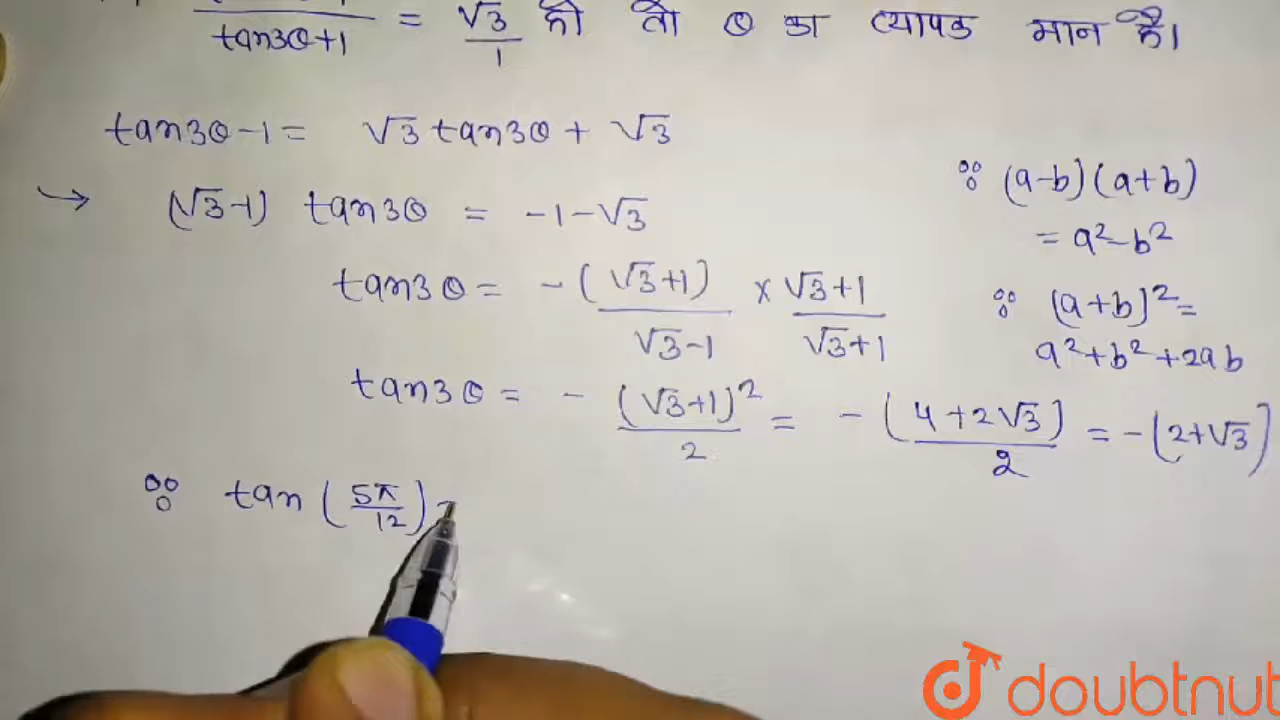 tan3θ+1 = √3/1 हो तो θ का व्यापक मान है।
tan3θ-1 = √3 tan3θ + √3
→ (√3-1) tan3θ = -1-√3
tan3θ = -(√3+1)/√3-1 × √3+1/√3+1
tan3θ = -(√3+1)²/2 = -(4+2√3)/2 = -(2+√3)
∵ tan(5π/12) =
∵ (a-b)(a+b)
= a²-b²
∵ (a+b)² =
a²+b²+2ab
doubtnut